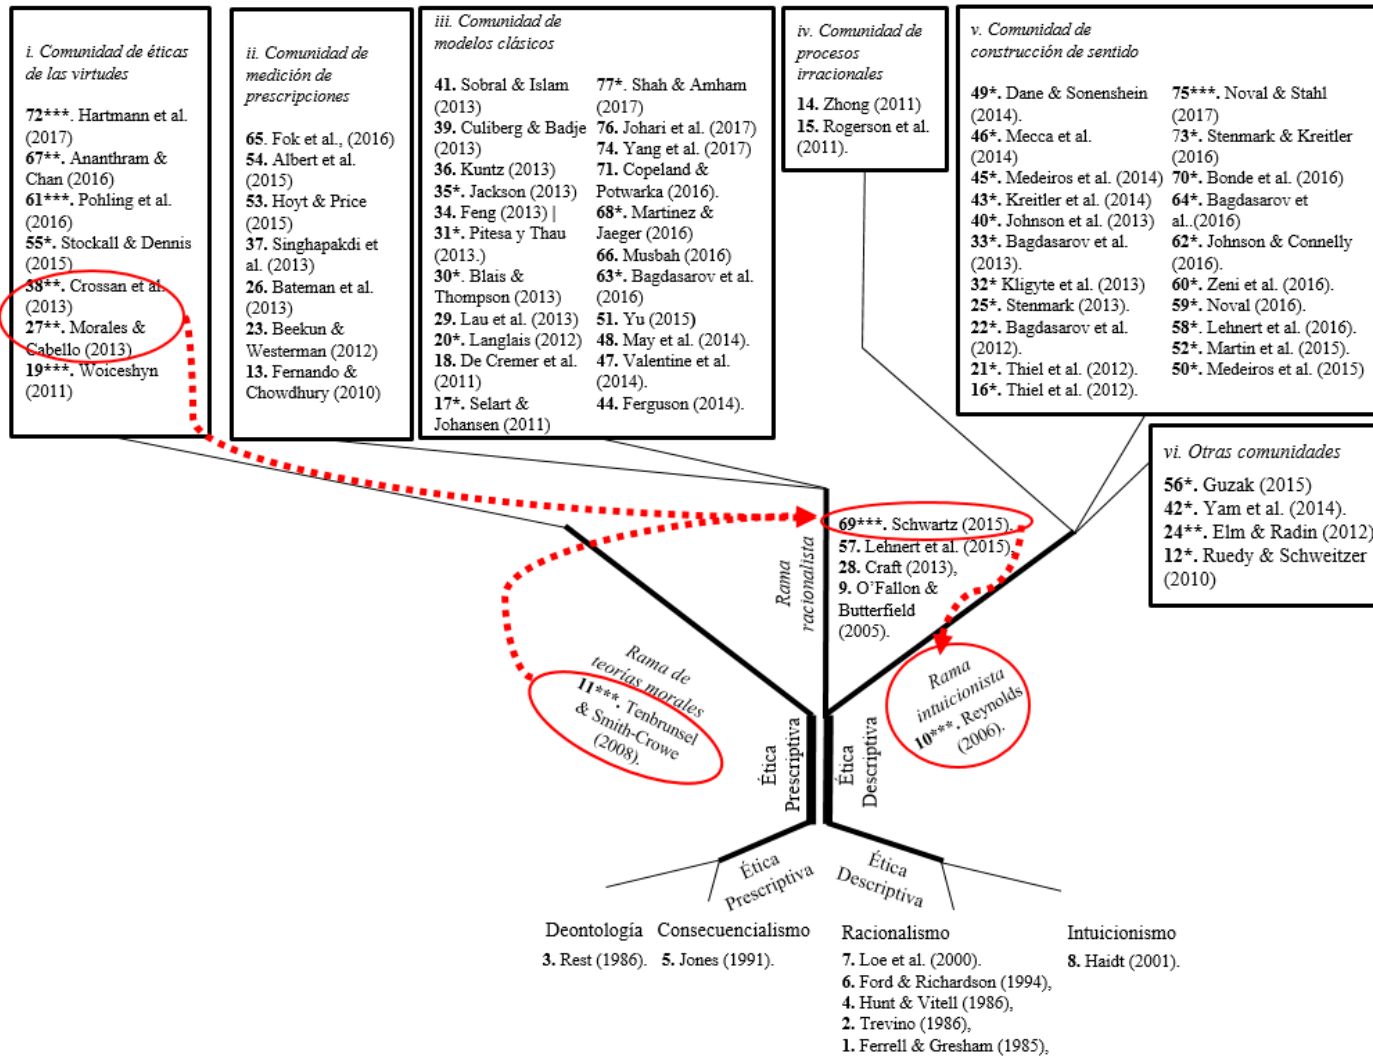 i. Comunidad de éticas
de las virtudes
72***. Hartmann et al.
(2017)
67**. Ananthram &
Chan (2016)
61***. Pohling et al.
(2016)
55*. Stockall & Dennis
(2015)
38**. Crossan et al.
(2013)
27**. Morales &
Cabello (2013)
19***. Woiceshyn
(2011)
ii. Comunidad de
medición de
prescripciones
65. Fok et al., (2016)
54. Albert et al.
(2015)
53. Hoyt & Price
(2015)
37. Singhapakdi et
al. (2013)
26. Bateman et al.
(2013)
23. Beekun &
Westerman (2012)
13. Fernando &
Chowdhury (2010)
iii. Comunidad de
modelos clásicos
41. Sobral & Islam
(2013)
39. Culiberg & Badje
(2013)
36. Kuntz (2013)
35*. Jackson (2013)
34. Feng (2013) |
31*. Pitesa y Thau
(2013.)
30*. Blais &
Thompson (2013)
29. Lau et al. (2013)
20*. Langlais (2012)
18. De Cremer et al.
(2011)
17*. Selart &
Johansen (2011)
77*. Shah & Amham
(2017)
76. Johari et al. (2017)
74. Yang et al. (2017)
71. Copeland &
Potwarka (2016).
68*. Martinez &
Jaeger (2016)
66. Musbah (2016)
63*. Bagdasarov et al.
(2016)
51. Yu (2015)
48. May et al. (2014).
47. Valentine et al.
(2014).
44. Ferguson (2014).
iv. Comunidad de
procesos
irracionales
14. Zhong (2011)
15. Rogerson et al.
(2011).
v. Comunidad de
construcción de sentido
49*. Dane & Sonenshein
(2014).
46*. Mecca et al.
(2014)
45*. Medeiros et al. (2014)
43*. Kreitler et al. (2014)
40*. Johnson et al. (2013)
33*. Bagdasarov et al.
(2013).
32* Kligyte et al. (2013)
25*. Stenmark (2013).
22*. Bagdasarov et al.
(2012).
21*. Thiel et al. (2012).
16*. Thiel et al. (2012).
75***. Noval & Stahl
(2017)
73*. Stenmark & Kreitler
(2016)
70*. Bonde et al. (2016)
64*. Bagdasarov et
al..(2016)
62*. Johnson & Connelly
(2016).
60*. Zeni et al. (2016).
59*. Noval (2016).
58*. Lehnert et al. (2016).
52*. Martin et al. (2015).
50*. Medeiros et al. (2015)
vi. Otras comunidades
56*. Guzak (2015)
42*. Yam et al. (2014).
24**. Elm & Radin (2012)
12*. Ruedy & Schweitzer
(2010)
Rama de
teorías morales
11***. Tenbrunsel
& Smith-Crowe
(2008).
Rama
racionalista
69***. Schwartz (2015),
57. Lehnert et al. (2015),
28. Craft (2013),
9. O'Fallon &
Butterfield
(2005).
Rama
intuicionista
10***. Reynolds
(2006).
Ética
Prescriptiva
Ética
Descriptiva
Ética
Prescriptiva
Ética
Descriptiva
Deontología
3. Rest (1986).
Consecuencialismo
5. Jones (1991).
Racionalismo
7. Loe et al. (2000).
6. Ford & Richardson (1994),
4. Hunt & Vitell (1986),
2. Trevino (1986),
1. Ferrell & Gresham (1985),
Intuicionismo
8. Haidt (2001).